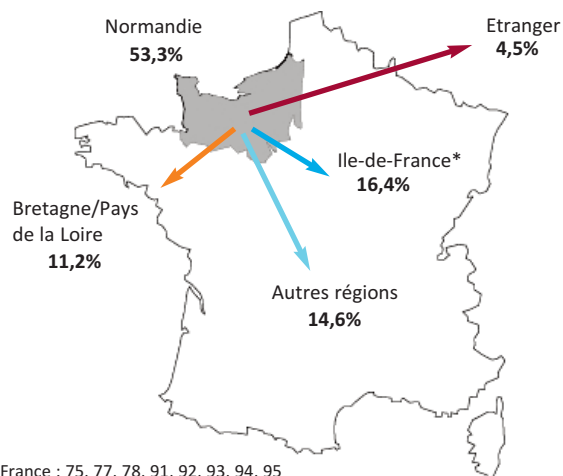 Normandie
53,3%
Etranger
4,5%
Ile-de-France*
16,4%
Bretagne/Pays
de la Loire
11,2%
Autres régions
14,6%
France : 75, 77, 78, 91, 92, 93, 94, 95